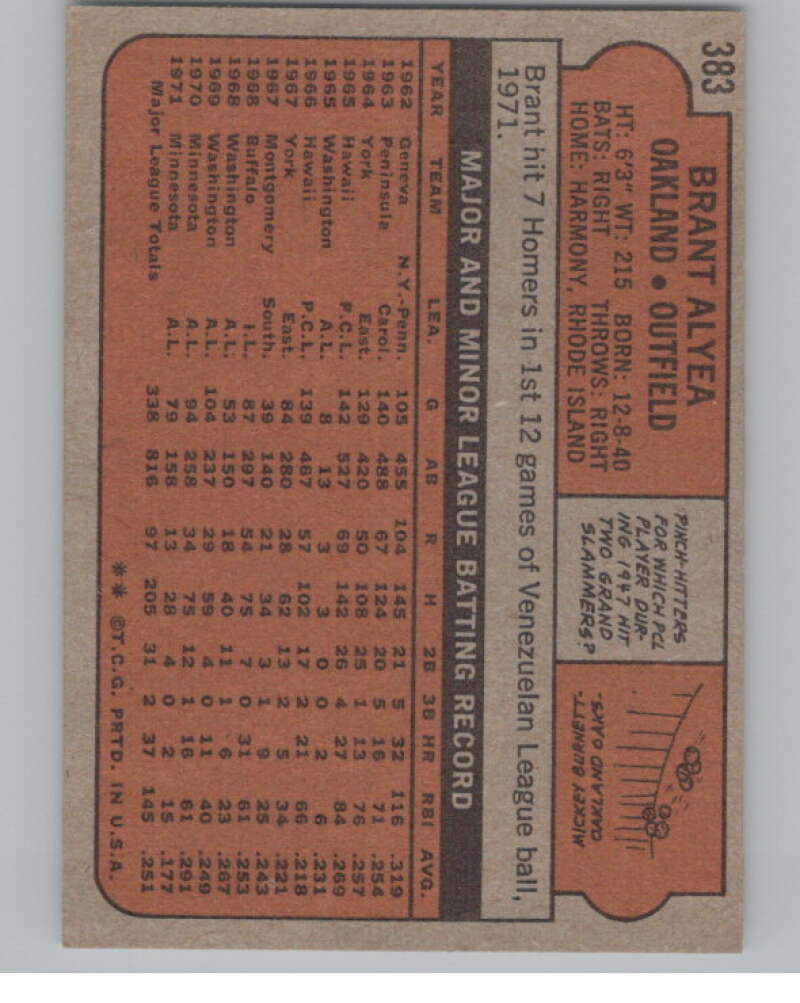 383
BRANT ALYEA
OAKLAND • OUTFIELD
HT: 6'3" WT: 215 BORN: 12-8-40
BATS: RIGHT THROWS: RIGHT
HOME: HARMONY, RHODE ISLAND
PINCH-HITTERS
FOR WHICH PCL
PLAYER DUR-
ING 1947 HIT
TWO GRAND
SLAMMERS?
MICKEY BURNETT-
OAKLAND OAKS.
Brant hit 7 Homers in 1st 12 games of Venezuelan League ball,
1971.
MAJOR AND MINOR LEAGUE BATTING RECORD
YEAR TEAM LEA. G AB R H 2B 3B HR RBI AVG.
1962 Geneva N.Y.-Penn. 105 455 104 145 21 5 32 116 .319
1963 Peninsula Carol. 140 488 67 124 20 5 16 71 .254
1964 York East. 129 420 50 108 25 1 13 76 .257
1965 Hawaii P.C.L. 142 527 69 142 26 4 27 84 .269
1965 Washington A.L. 8 13 3 3 0 0 2 6 .231
1966 Hawaii P.C.L. 139 467 57 102 17 2 21 66 .218
1967 York East. 84 280 28 62 13 2 5 34 .221
1967 Montgomery South. 39 140 21 34 3 1 9 25 .243
1968 Buffalo I.L. 87 297 54 75 7 0 31 61 .253
1968 Washington A.L. 53 150 18 40 11 1 6 23 .267
1969 Washington A.L. 104 237 29 59 4 0 11 40 .249
1970 Minnesota A.L. 94 258 34 75 12 1 16 61 .291
1971 Minnesota A.L. 79 158 13 28 4 0 2 15 .177
Major League Totals 338 816 97 205 31 2 37 145 .251
** ©T.C.G. PRTD. IN U.S.A.